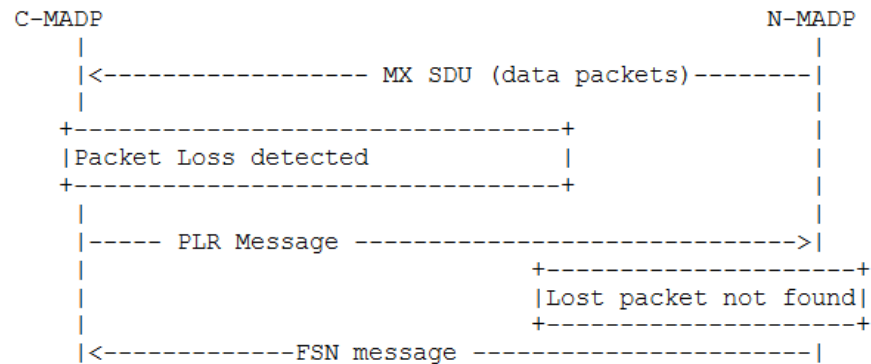 C-MADP N-MADP
|<------------------ MX SDU (data packets)--------|
+---------------------------------+
|Packet Loss detected |
+---------------------------------+
|----- PLR Message ------------------------------>|
+---------------------+
|Lost packet not found|
+---------------------+
|<-------------FSN message -----------------------|